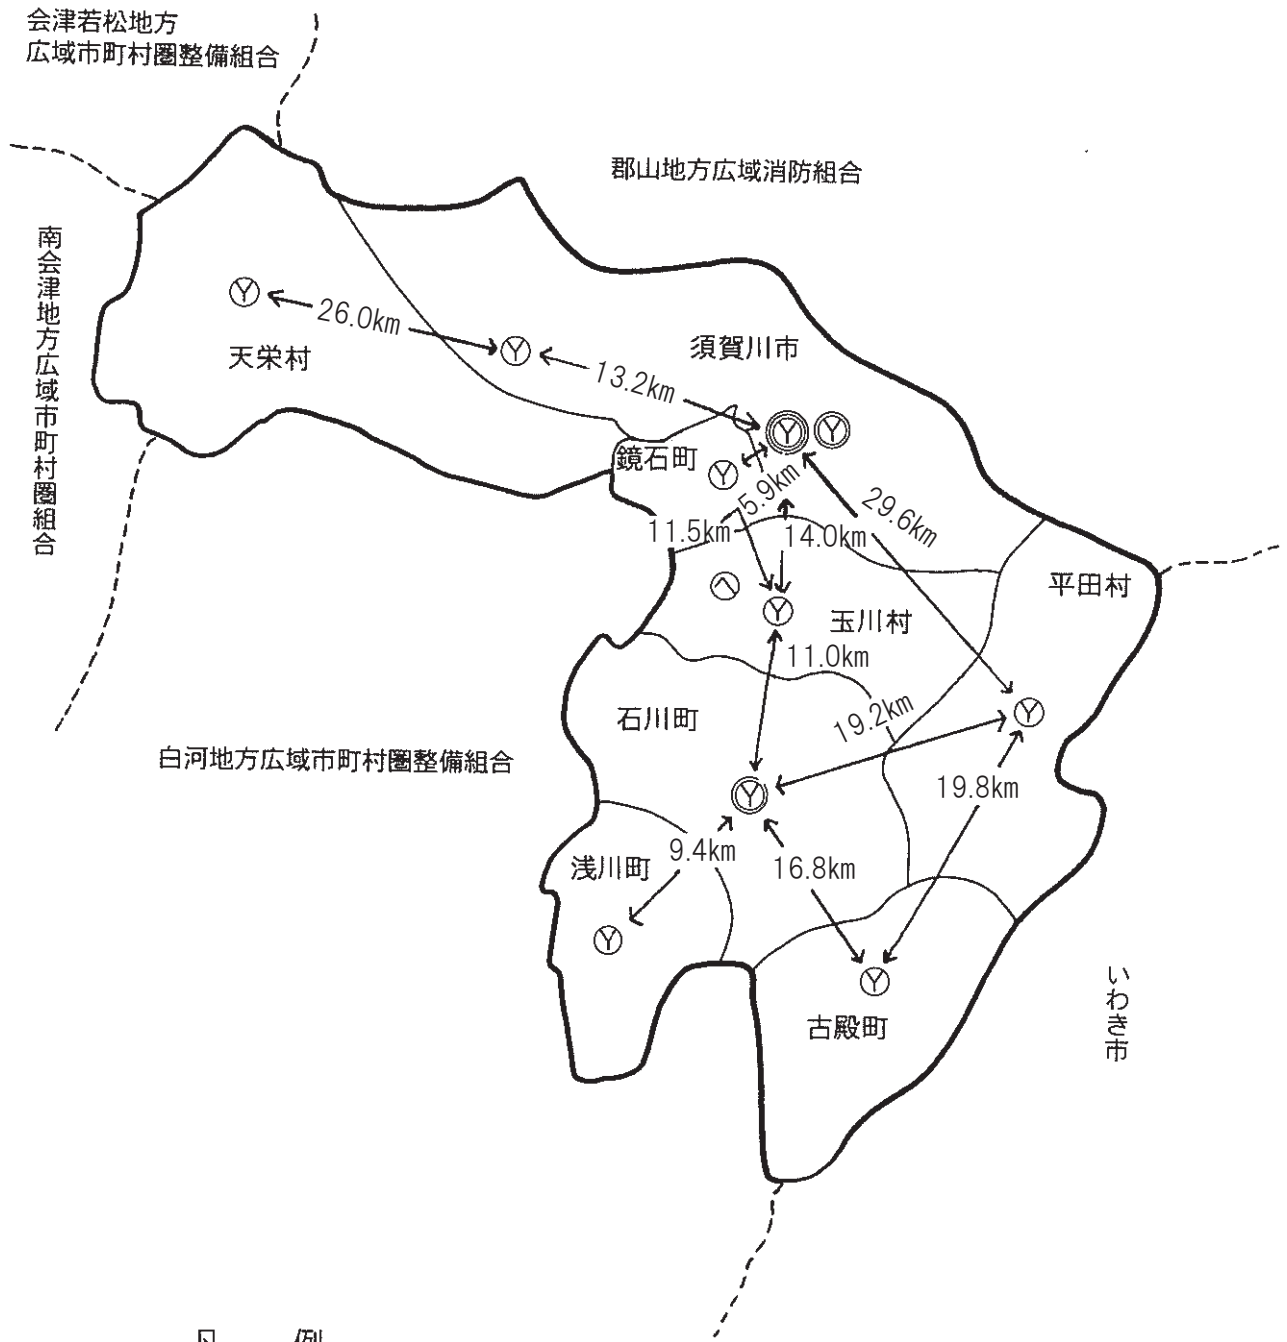 会津若松地方
広域市町村圏整備組合
郡山地方広域消防組合
南会津地方広域市町村圏組合
26.0km
天栄村
須賀川市
13.2km
鏡石町
5.9km
29.6km
11.5km
14.0km
平田村
玉川村
11.0km
石川町
19.2km
白河地方広域市町村圏整備組合
19.8km
9.4km
浅川町
16.8km
古殿町
いわき市
凡 例